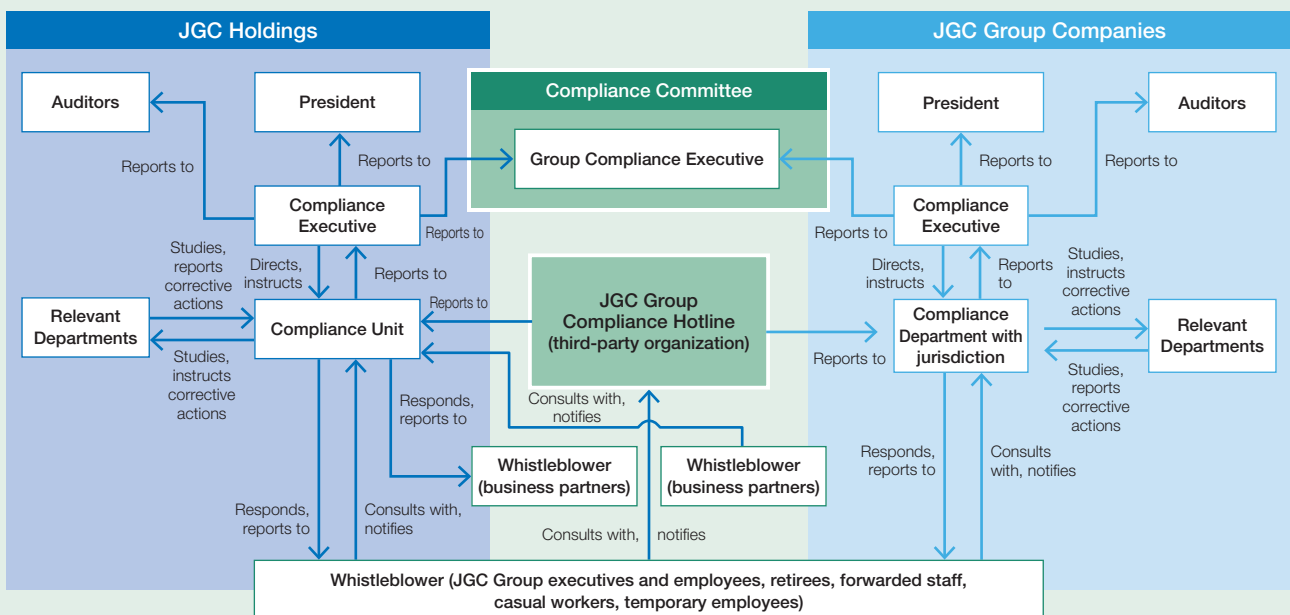 JGC Holdings
JGC Group Companies
Compliance Committee
Auditors
President
Group Compliance Executive
President
Auditors
Reports to
Reports to
Reports to
Reports to
Compliance
Executive
Reports to
Compliance
Executive
Reports to
Studies,
reports
corrective
actions
Directs,
instructs
Reports to
Directs,
instructs
Reports
to
Studies,
instructs
corrective
actions
Relevant
Departments
Compliance Unit
Reports to
JGC Group
Compliance Hotline
(third-party organization)
Reports to
Compliance
Department with
jurisdiction
Relevant
Departments
Studies,
instructs
corrective
actions
Studies,
reports
corrective
actions
Responds,
reports to
Consults with,
notifies
Whistleblower
(business partners)
Whistleblower
(business partners)
Responds,
reports to
Consults
with, notifies
Responds,
reports to
Consults with,
notifies
Consults with, notifies
Whistleblower (JGC Group executives and employees, retirees, forwarded staff,
casual workers, temporary employees)